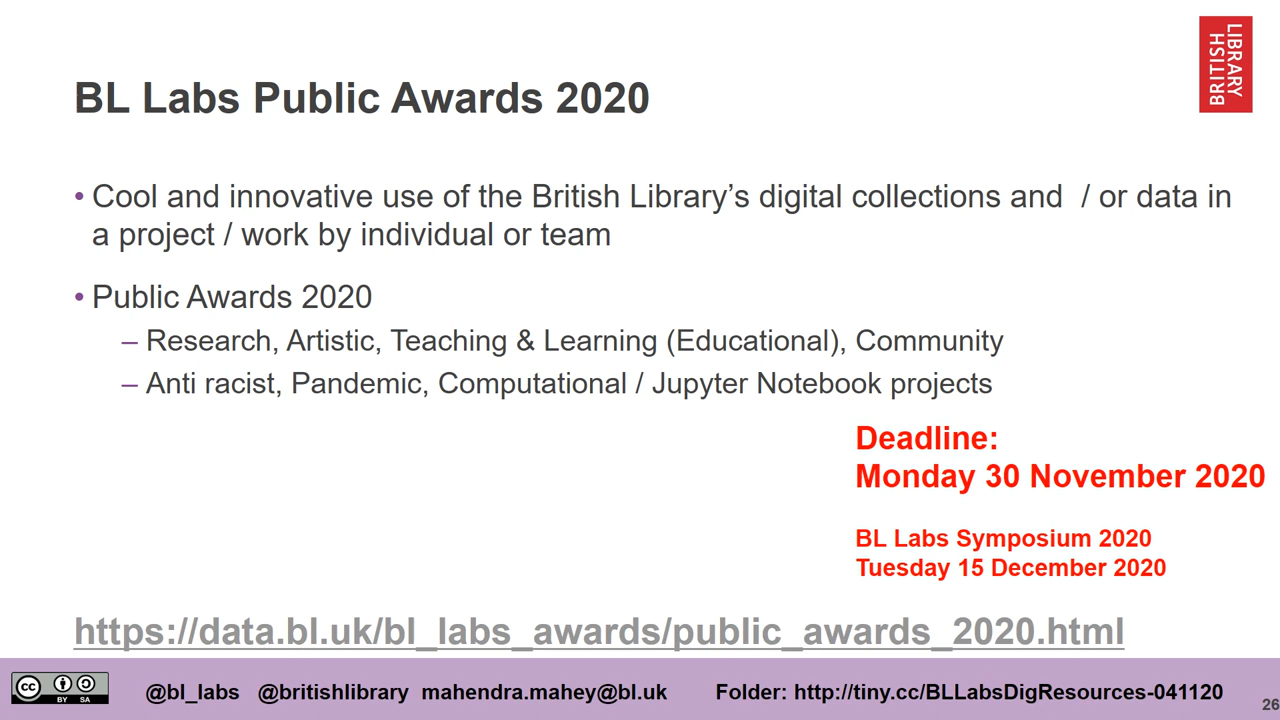 BRITISH
LIBRARY
BL Labs Public Awards 2020
• Cool and innovative use of the British Library’s digital collections and / or data in
a project / work by individual or team
• Public Awards 2020
– Research, Artistic, Teaching & Learning (Educational), Community
– Anti racist, Pandemic, Computational / Jupyter Notebook projects
Deadline:
Monday 30 November 2020
BL Labs Symposium 2020
Tuesday 15 December 2020
https://data.bl.uk/bl_labs_awards/public_awards_2020.html
cc BY SA
@bl_labs @britishlibrary mahendra.mahey@bl.uk Folder: http://tiny.cc/BLLabsDigResources-041120
26